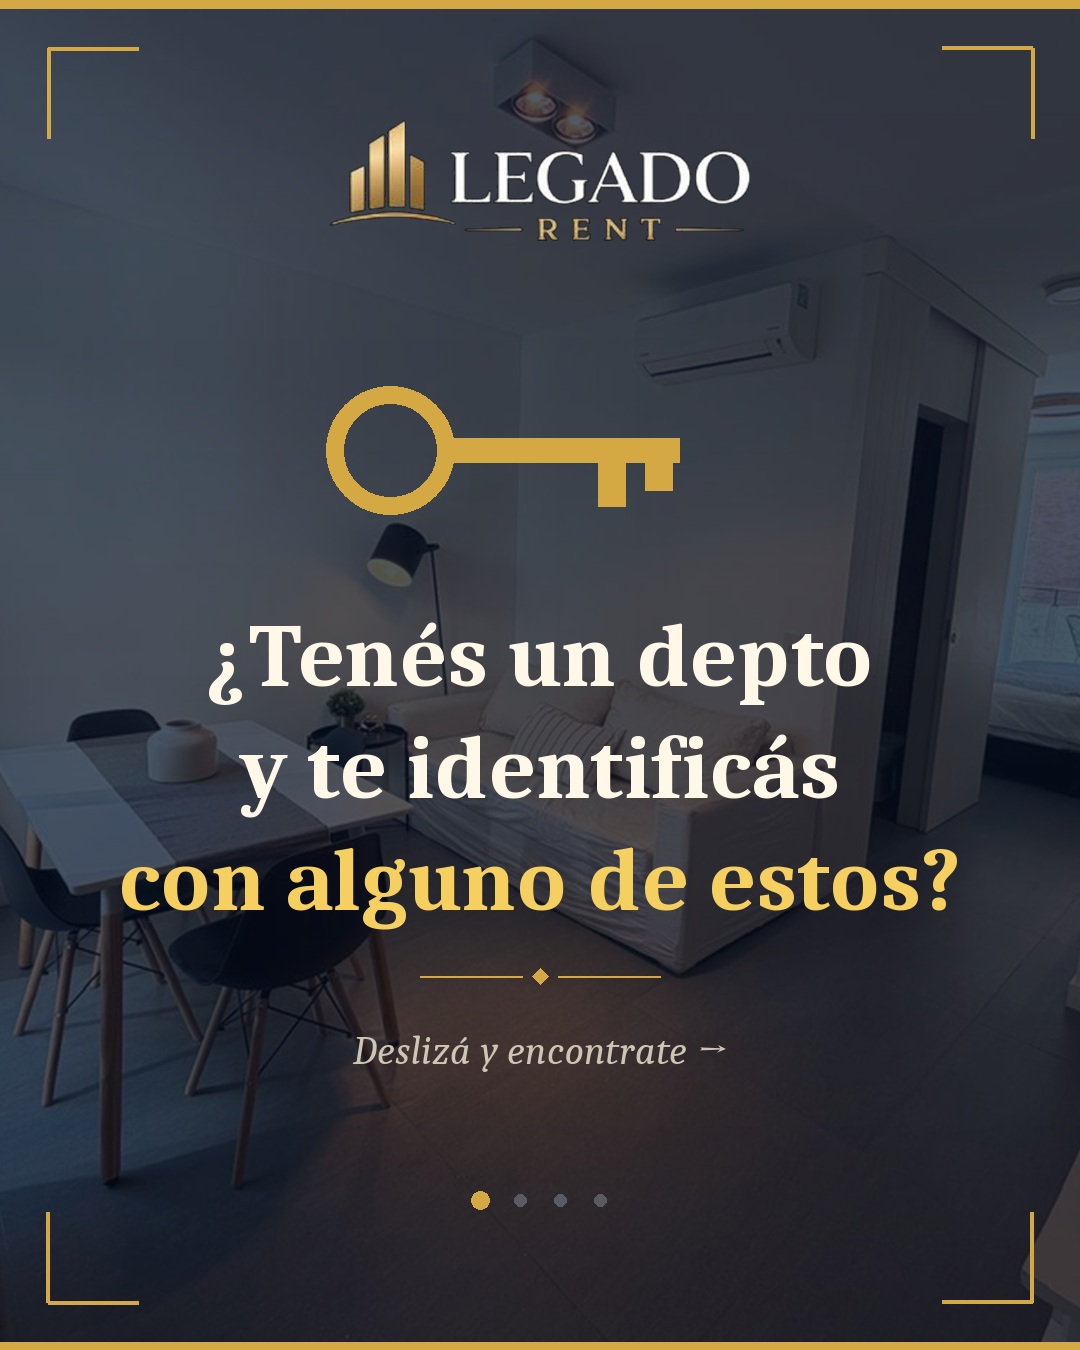 LEGADO
RENT
¿Tenés un depto
y te identificás
con alguno de estos?
Deslizá y encontrate →